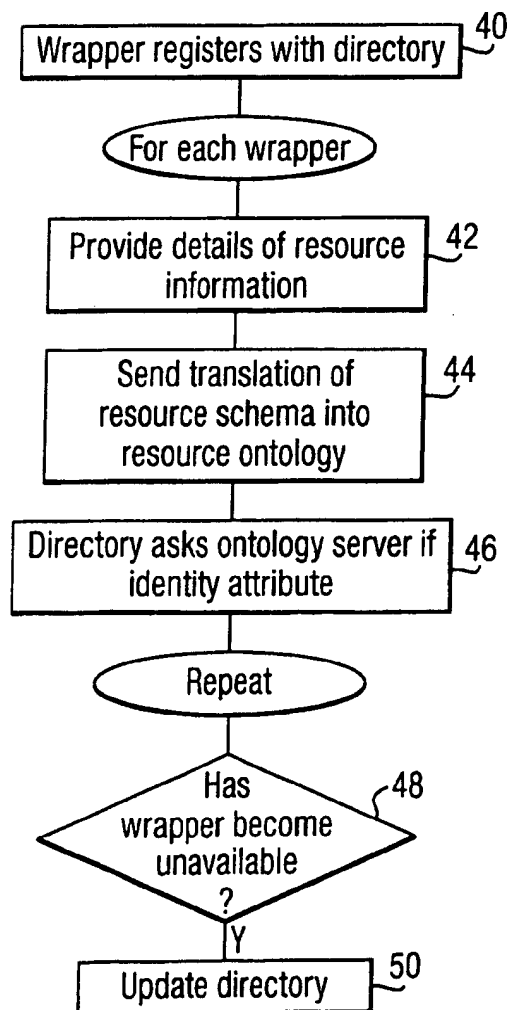 Wrapper registers with directory 40
For each wrapper
Provide details of resource 42
information
Send translation of 44
resource schema into
resource ontology
Directory asks ontology server if 46
identity attribute
Repeat
Has 48
wrapper become
unavailable
?
Y
Update directory 50